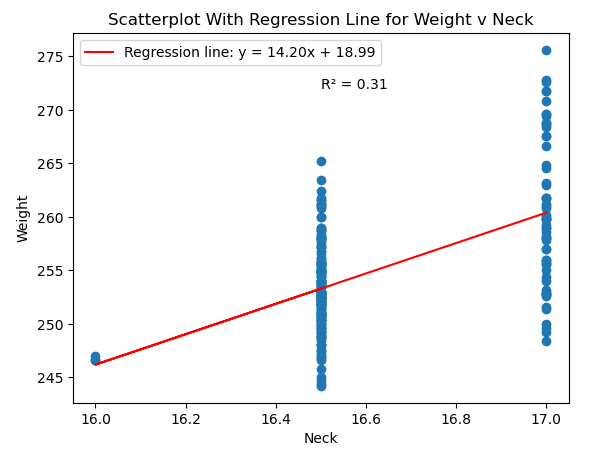 Scatterplot With Regression Line for Weight v Neck
Regression line: y = 14.20x + 18.99
R² = 0.31
275
270
265
260
255
250
245
Weight
16.0 16.2 16.4 16.6 16.8 17.0
Neck